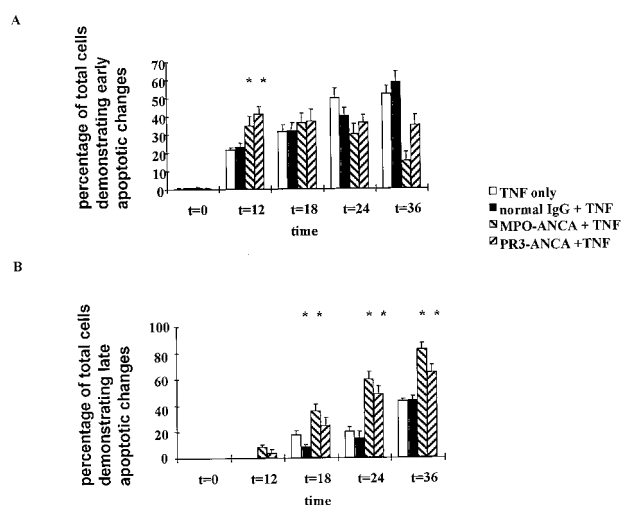 A
percentage of total cells
demonstrating early
apoptotic changes
70
60
50
40
30
20
10
0
* *
t=0 t=12 t=18 t=24 t=36
time
TNF only
normal IgG + TNF
MPO-ANCA + TNF
PR3-ANCA +TNF
B
percentage of total cells
demonstrating late
apoptotic changes
100
80
60
40
20
0
* * * * * *
t=0 t=12 t=18 t=24 t=36
time